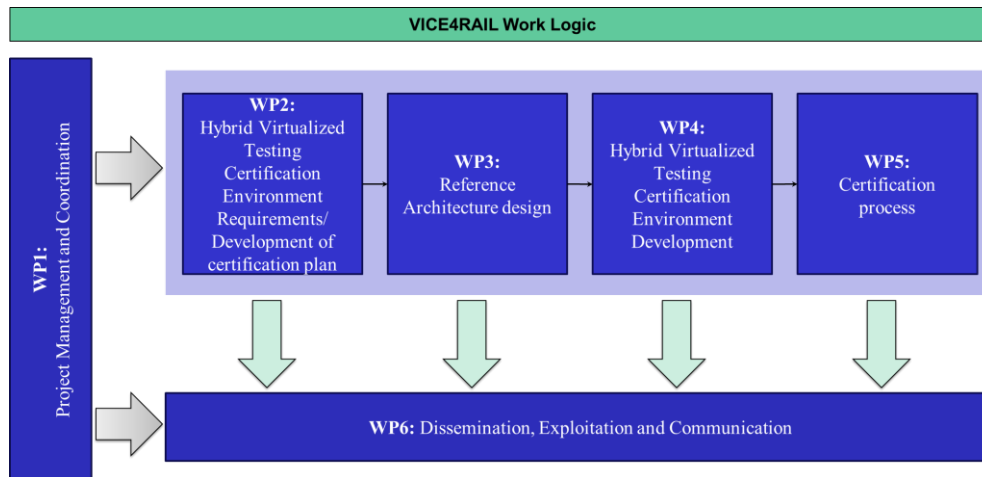 VICE4RAIL Work Logic
WP1:
Project Management and Coordination
WP2:
Hybrid Virtualized
Testing
Certification
Environment
Requirements/
Development of
certification plan
WP3:
Reference
Architecture design
WP4:
Hybrid Virtualized
Testing
Certification
Environment
Development
WP5:
Certification
process
WP6: Dissemination, Exploitation and Communication